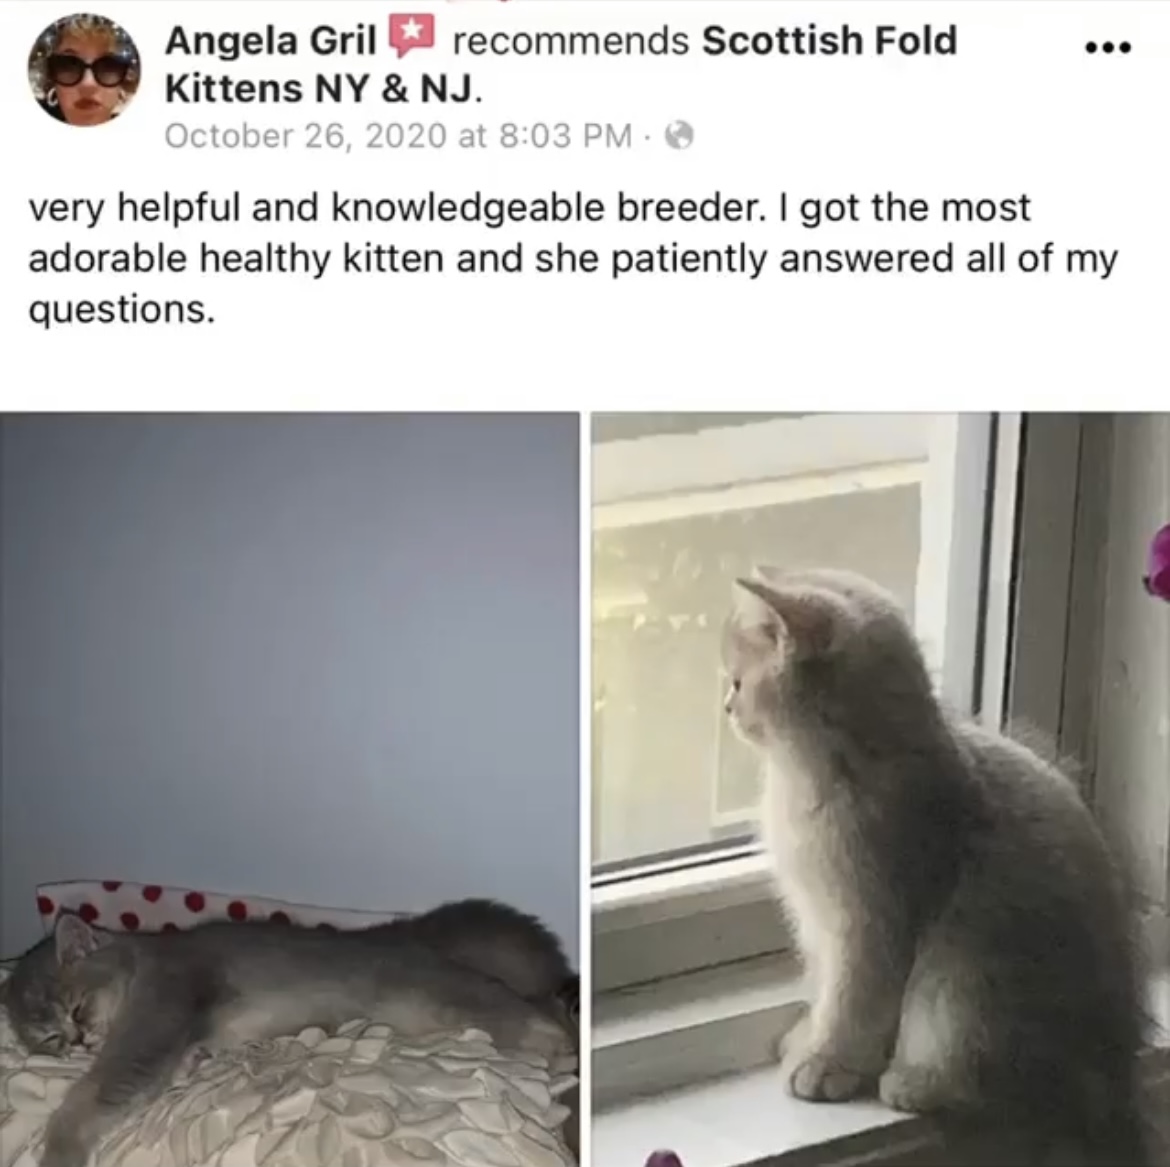 Angela Gril recommends Scottish Fold
Kittens NY & NJ.
October 26, 2020 at 8:03 PM ·
very helpful and knowledgeable breeder. I got the most
adorable healthy kitten and she patiently answered all of my
questions.